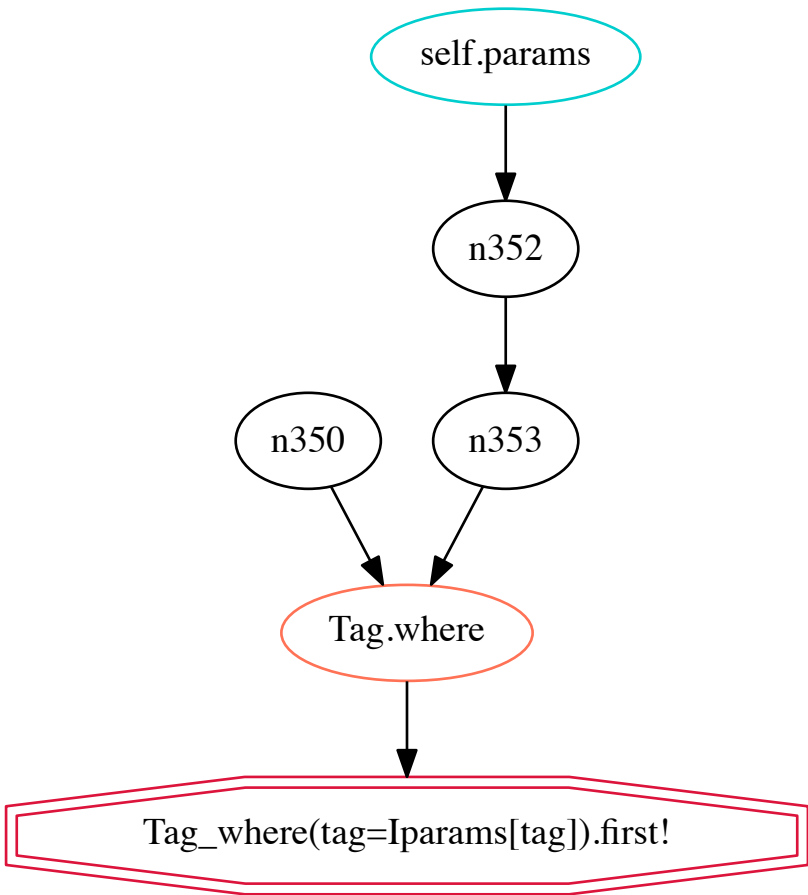 self.params
n352
n350
n353
Tag.where
Tag_where(tag=Iparams[tag]).first!